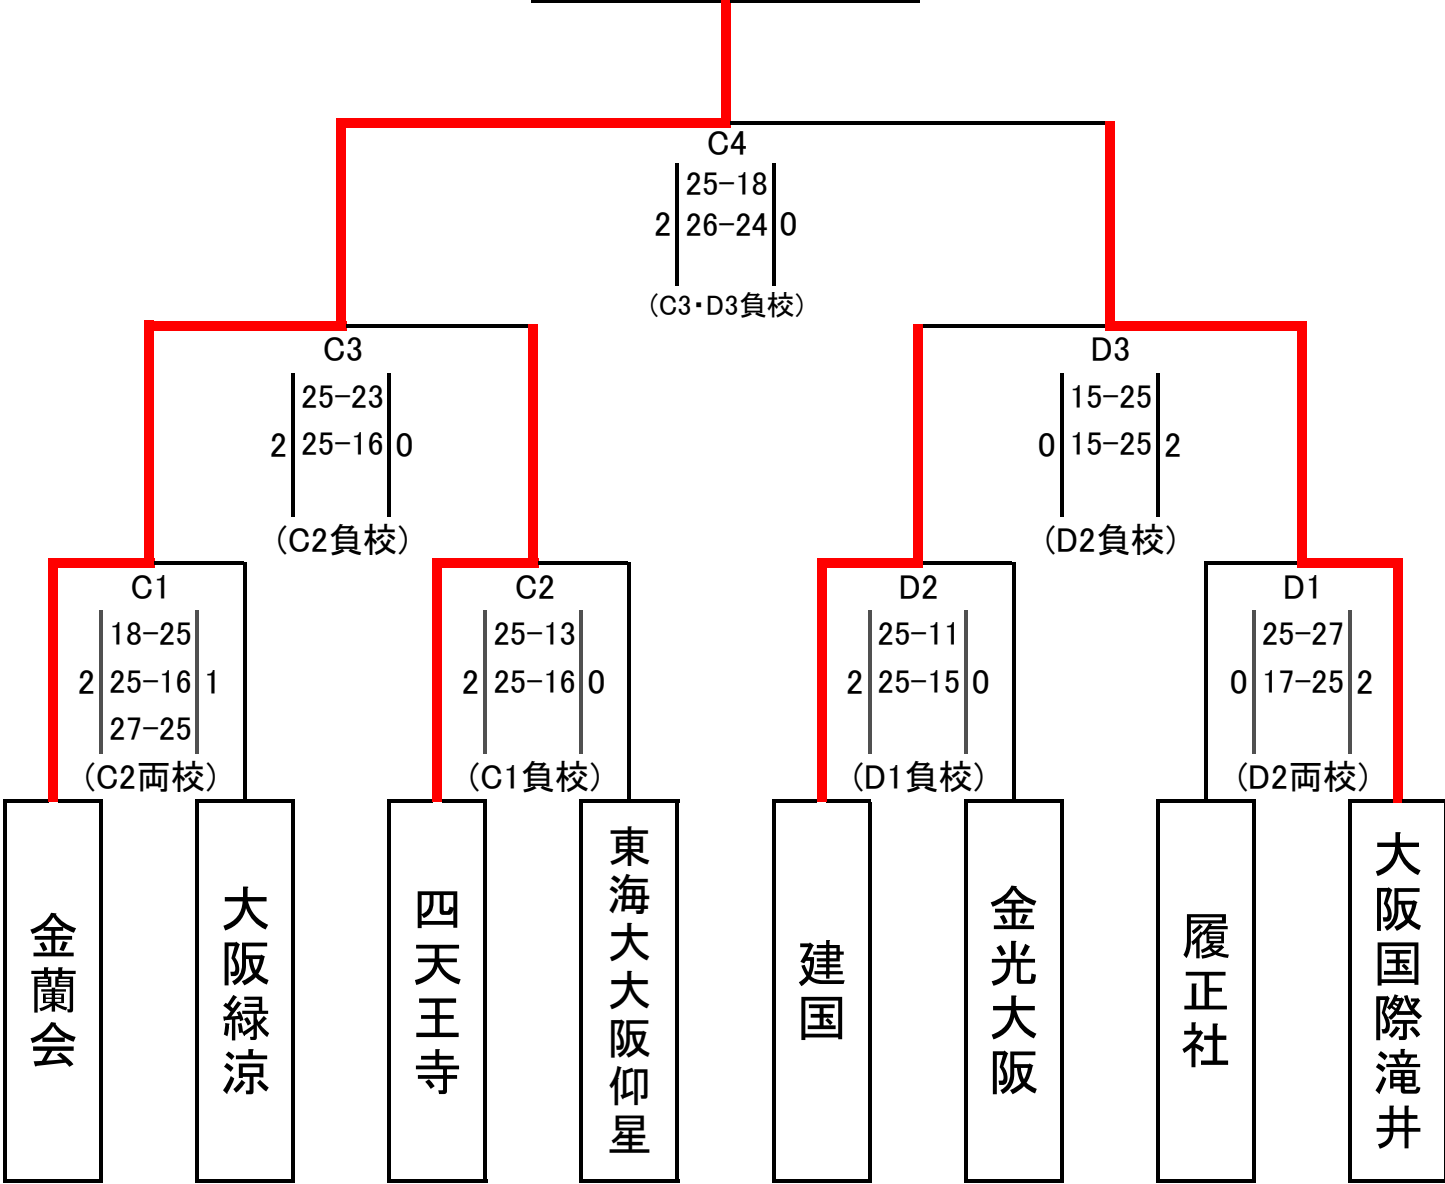 C4
25-18
2 26-24 0
(C3・D3負校)
C3
25-23
2 25-16 0
(C2負校)
D3
15-25
0 15-25 2
(D2負校)
C1
18-25
2 25-16 1
27-25
(C2両校)
C2
25-13
2 25-16 0
(C1負校)
D2
25-11
2 25-15 0
(D1負校)
D1
25-27
0 17-25 2
(D2両校)
金蘭会
大阪緑涼
四天王寺
東海大大阪仰星
建国
金光大阪
履正社
大阪国際滝井